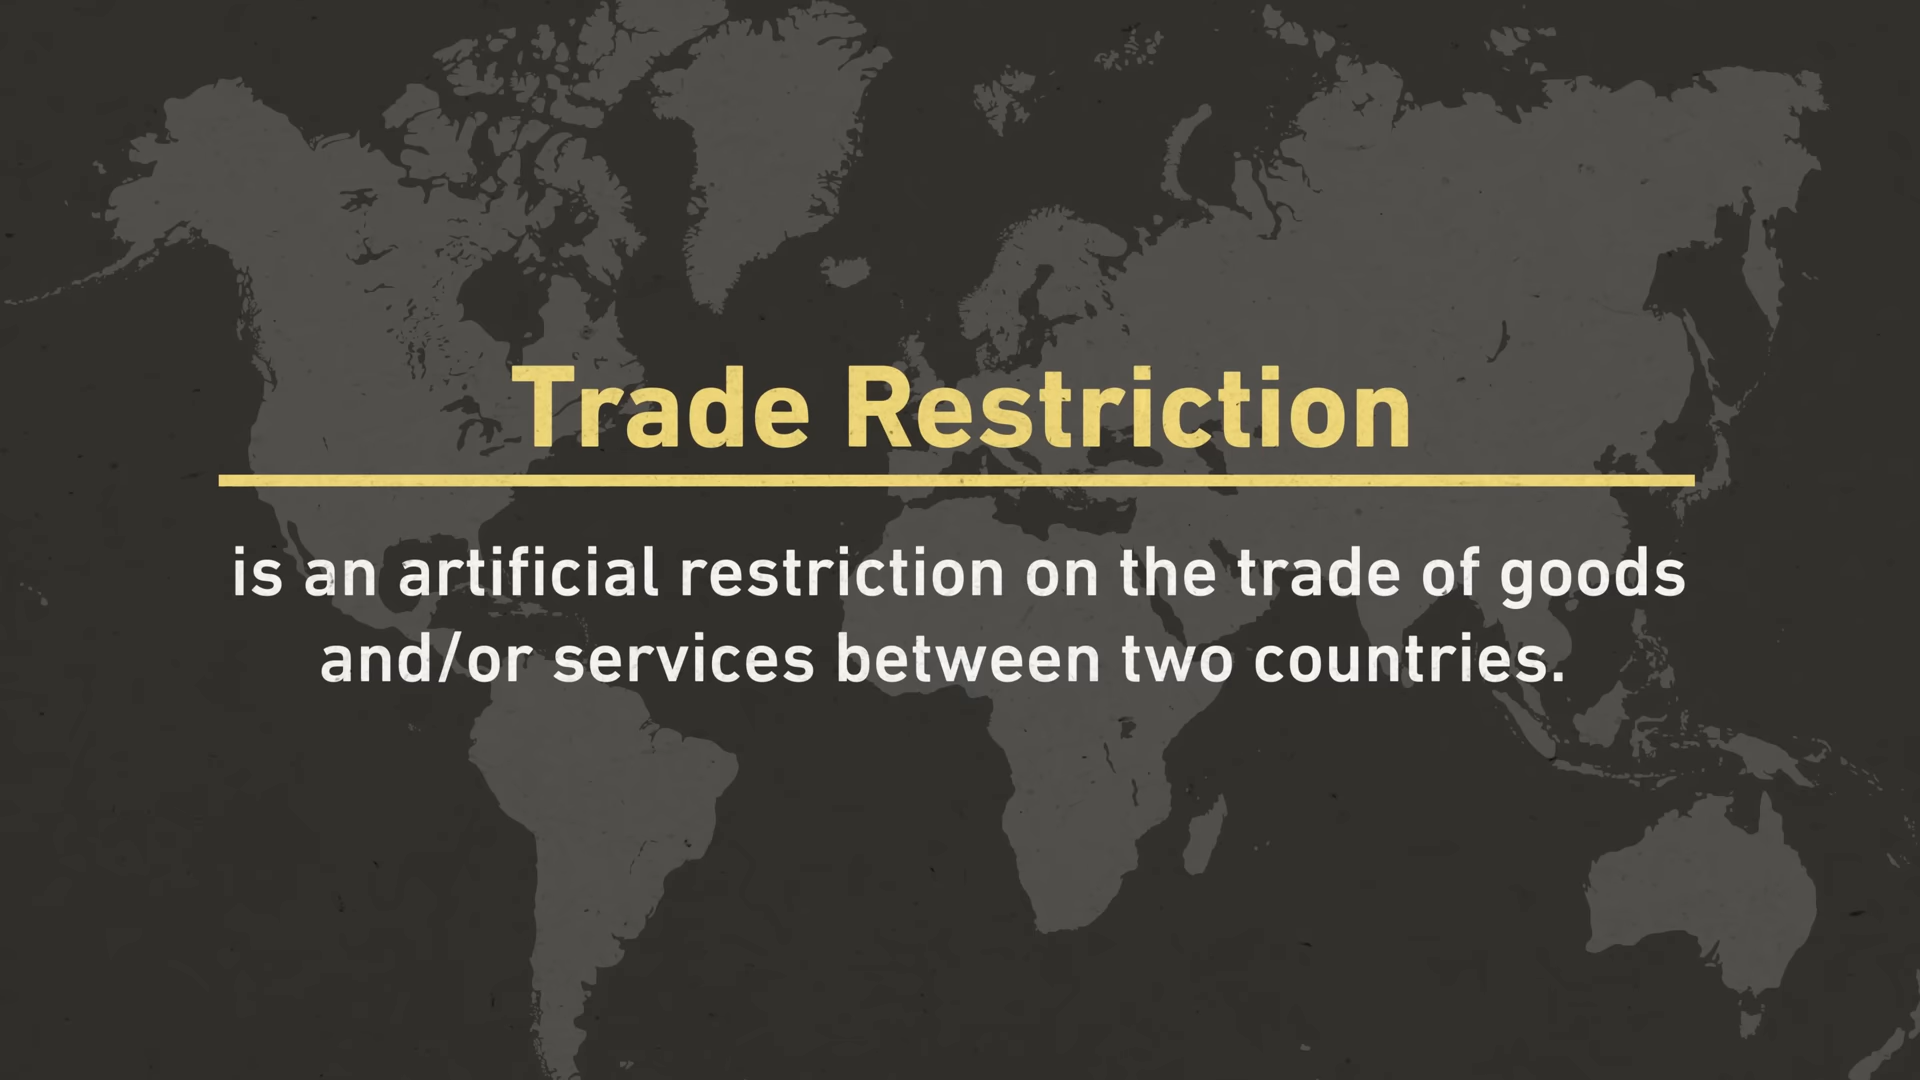 Trade Restriction
is an artificial restriction on the trade of goods
and/or services between two countries.